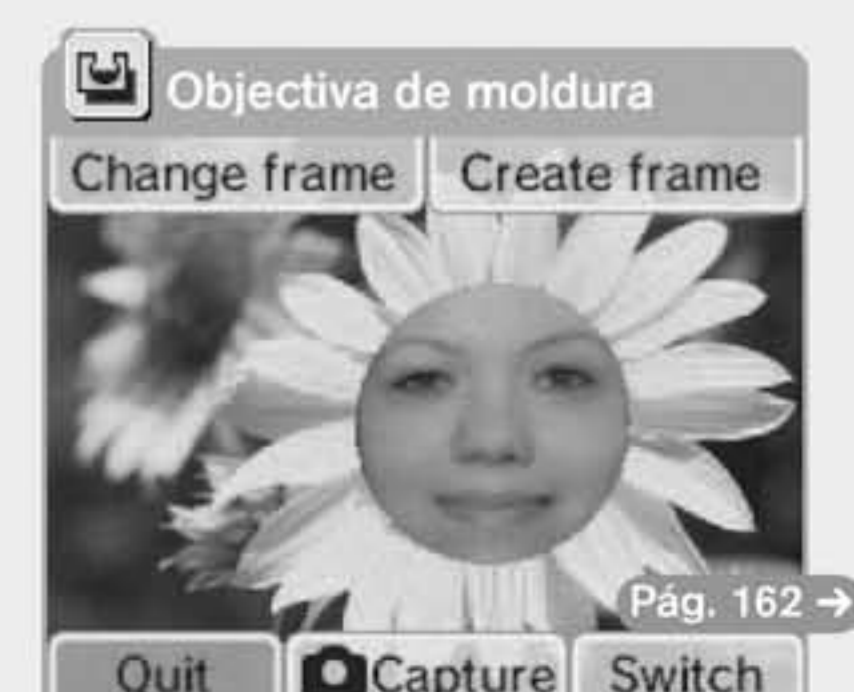 Objectiva de moldura
Change frame Create frame
Pág. 162 →
Quit Capture Switch